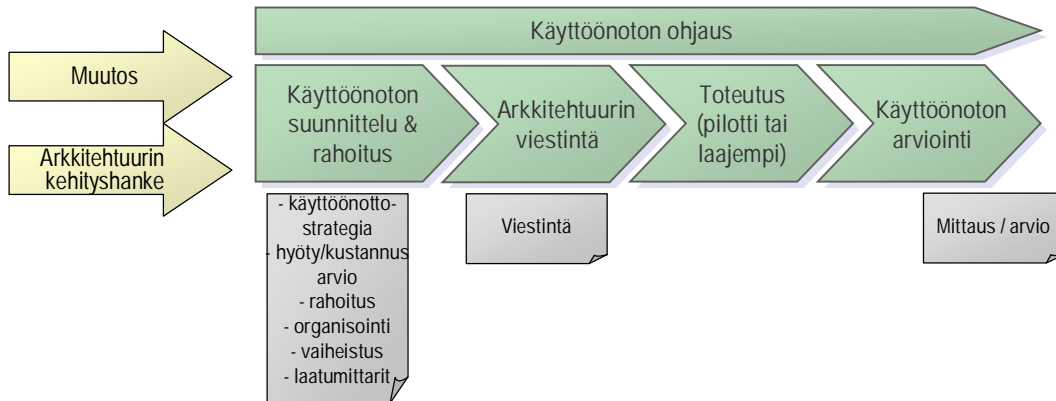 Käyttöönoton ohjaus
Muutos
Arkkitehtuurin
kehityshanke
Käyttöönoton
suunnittelu &
rahoitus
Arkkitehtuurin
viestintä
Toteutus
(pilotti tai
laajempi)
Käyttöönoton
arviointi
- käyttöönotto-
strategia
- hyöty/kustannus
arvio
- rahoitus
- organisointi
- vaiheistus
- laatumittarit
Viestintä
Mittaus / arvio